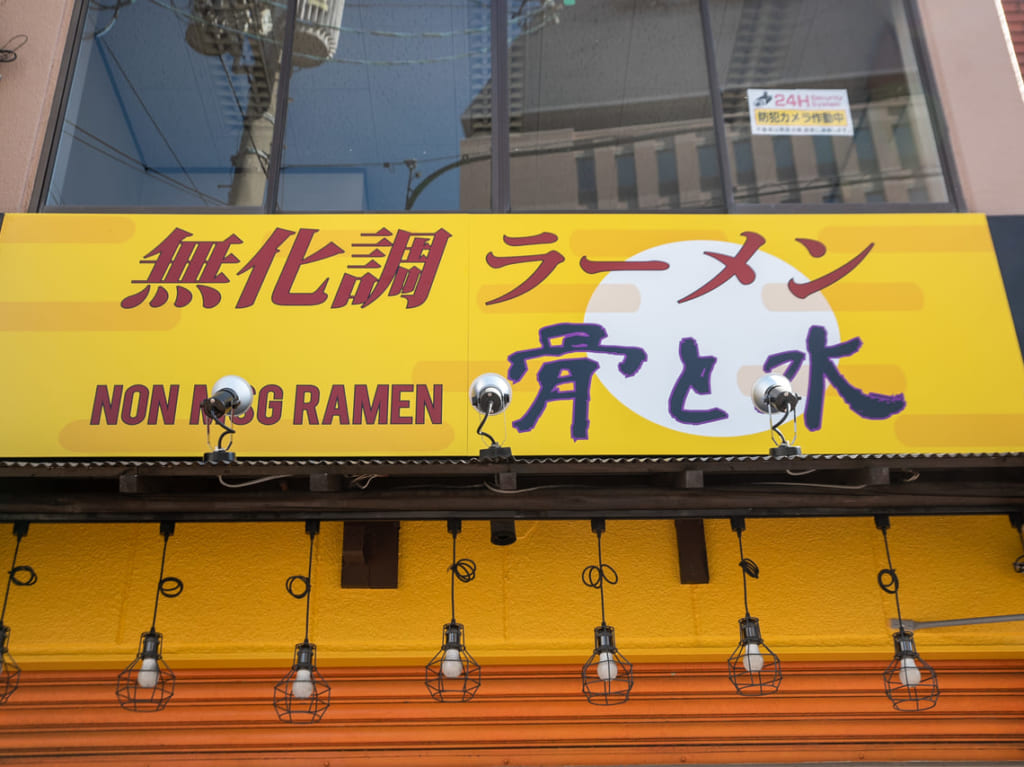 24H Security System
防犯カメラ作動中
無化調 ラーメン
骨と水
NON MSG RAMEN